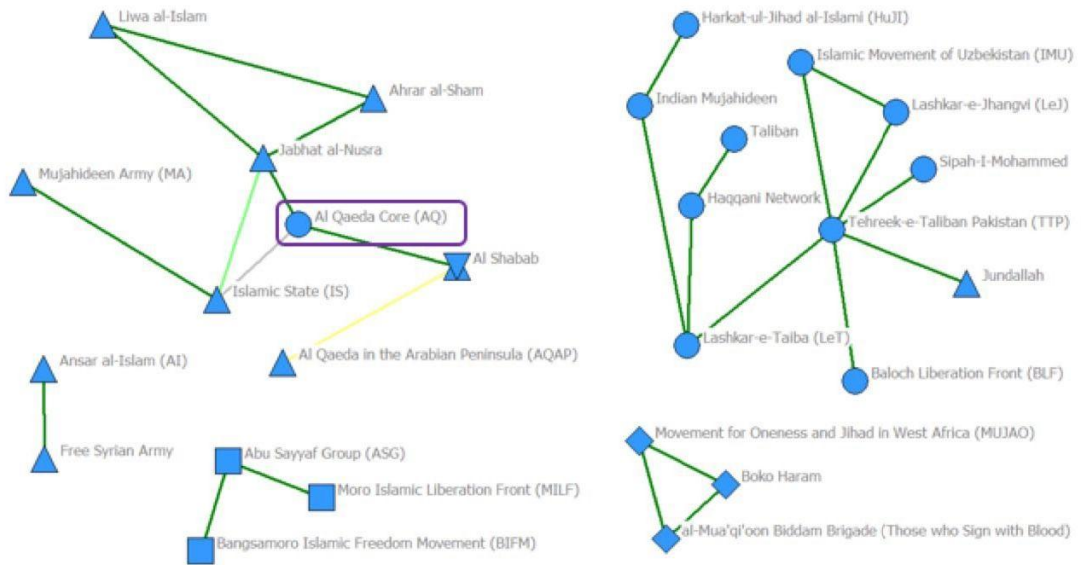 Liwa al-Islam
Ahrar al-Sham
Jabhat al-Nusra
Mujahideen Army (MA)
Al Qaeda Core (AQ)
Al Shabab
Islamic State (IS)
Al Qaeda in the Arabian Peninsula (AQAP)
Ansar al-Islam (AI)
Free Syrian Army
Abu Sayyaf Group (ASG)
Moro Islamic Liberation Front (MILF)
Bangsamoro Islamic Freedom Movement (BIFM)
Harkat-ul-Jihad al-Islami (HuJI)
Islamic Movement of Uzbekistan (IMU)
Indian Mujahideen
Lashkar-e-Jhangvi (LeJ)
Taliban
Sipah-I-Mohammed
Haqqani Network
Tehreek-e-Taliban Pakistan (TTP)
Jundallah
Lashkar-e-Taiba (LeT)
Baloch Liberation Front (BLF)
Movement for Oneness and Jihad in West Africa (MUJAO)
Boko Haram
al-Mua'qi'oon Biddam Brigade (Those who Sign with Blood)